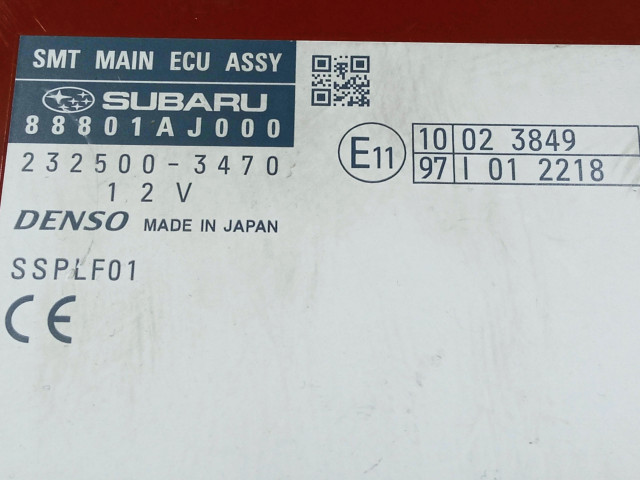 SMT MAIN ECU ASSY
SUBARU
88801AJ000
232500-3470
12V
DENSO MADE IN JAPAN
SSPLF01
CE
E11
10 02 3849
97 I 01 2218